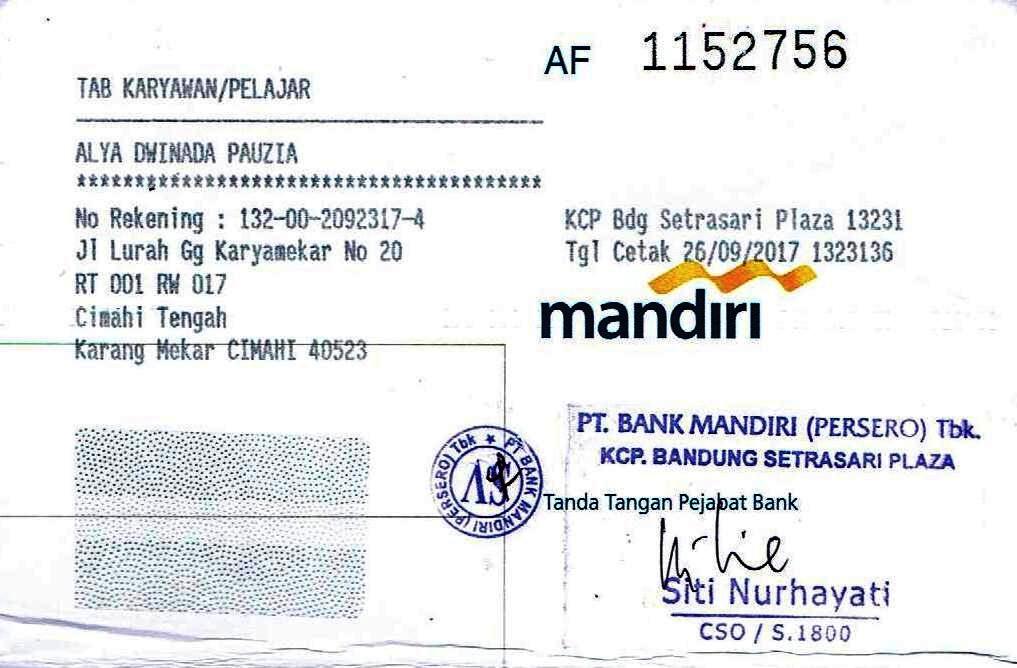 AF 1152756
TAB KARYAWAN/PELAJAR
ALYA DWINADA PAUZIA
****************************************
No Rekening : 132-00-2092317-4
KCP Bdg Setrasari Plaza 13231
Jl Lurah Gg Karyamekar No 20
Tgl Cetak 26/09/2017 1323136
RT 001 RW 017
mandırı
Cimahi Tengah
Karang Mekar CIMAHI 40523
PT. BANK MANDIRI (PERSERO) Tbk.
KCP. BANDUNG SETRASARI PLAZA
PT BANK MANDIRI (PERSERO) Tbk
Tanda Tangan Pejabat Bank
Siti Nurhayati
CSO / S.1800